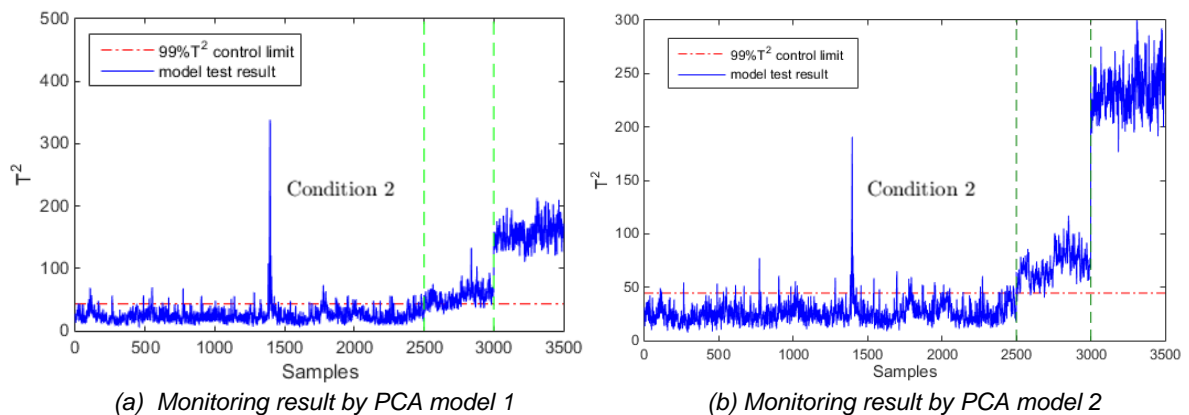 500
400
300
200
100
0
T²
99%T² control limit
model test result
Condition 2
0 500 1000 1500 2000 2500 3000 3500
Samples
(a) Monitoring result by PCA model 1
300
250
200
150
100
50
0
T²
99%T² control limit
model test result
Condition 2
0 500 1000 1500 2000 2500 3000 3500
Samples
(b) Monitoring result by PCA model 2